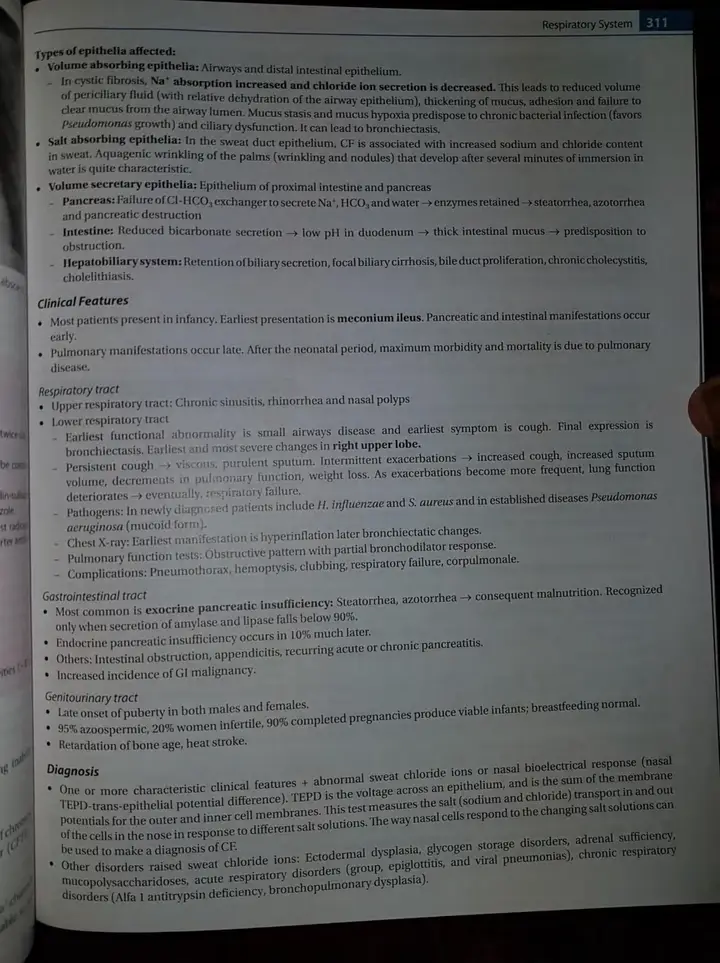 Respiratory System 311
Types of epithelia affected:
• Volume absorbing epithelia: Airways and distal intestinal epithelium.
– In cystic fibrosis, Na⁺ absorption increased and chloride ion secretion is decreased. This leads to reduced volume
of periciliary fluid (with relative dehydration of the airway epithelium), thickening of mucus, adhesion and failure to
clear mucus from the airway lumen. Mucus stasis and mucus hypoxia predispose to chronic bacterial infection (favors
Pseudomonas growth) and ciliary dysfunction. It can lead to bronchiectasis.
• Salt absorbing epithelia: In the sweat duct epithelium, CF is associated with increased sodium and chloride content
in sweat. Aquagenic wrinkling of the palms (wrinkling and nodules) that develop after several minutes of immersion in
water is quite characteristic.
• Volume secretary epithelia: Epithelium of proximal intestine and pancreas
– Pancreas: Failure of Cl-HCO₃ exchanger to secrete Na⁺, HCO₃ and water → enzymes retained → steatorrhea, azotorrhea
and pancreatic destruction
– Intestine: Reduced bicarbonate secretion → low pH in duodenum → thick intestinal mucus → predisposition to
obstruction.
– Hepatobiliary system: Retention of biliary secretion, focal biliary cirrhosis, bile duct proliferation, chronic cholecystitis,
cholelithiasis.
Clinical Features
• Most patients present in infancy. Earliest presentation is meconium ileus. Pancreatic and intestinal manifestations occur
early.
• Pulmonary manifestations occur late. After the neonatal period, maximum morbidity and mortality is due to pulmonary
disease.
Respiratory tract
• Upper respiratory tract: Chronic sinusitis, rhinorrhea and nasal polyps
• Lower respiratory tract
– Earliest functional abnormality is small airways disease and earliest symptom is cough. Final expression is
bronchiectasis. Earliest and most severe changes in right upper lobe.
– Persistent cough → viscous, purulent sputum. Intermittent exacerbations → increased cough, increased sputum
volume, decrements in pulmonary function, weight loss. As exacerbations become more frequent, lung function
deteriorates → eventually, respiratory failure.
– Pathogens: In newly diagnosed patients include H. influenzae and S. aureus and in established diseases Pseudomonas
aeruginosa (mucoid form).
– Chest X-ray: Earliest manifestation is hyperinflation later bronchiectatic changes.
– Pulmonary function tests: Obstructive pattern with partial bronchodilator response.
– Complications: Pneumothorax, hemoptysis, clubbing, respiratory failure, corpulmonale.
Gastrointestinal tract
• Most common is exocrine pancreatic insufficiency: Steatorrhea, azotorrhea → consequent malnutrition. Recognized
only when secretion of amylase and lipase falls below 90%.
• Endocrine pancreatic insufficiency occurs in 10% much later.
• Others: Intestinal obstruction, appendicitis, recurring acute or chronic pancreatitis.
• Increased incidence of GI malignancy.
Genitourinary tract
• Late onset of puberty in both males and females.
• 95% azoospermic, 20% women infertile, 90% completed pregnancies produce viable infants; breastfeeding normal.
• Retardation of bone age, heat stroke.
Diagnosis
• One or more characteristic clinical features + abnormal sweat chloride ions or nasal bioelectrical response (nasal
TEPD-trans-epithelial potential difference). TEPD is the voltage across an epithelium, and is the sum of the membrane
potentials for the outer and inner cell membranes. This test measures the salt (sodium and chloride) transport in and out
of the cells in the nose in response to different salt solutions. The way nasal cells respond to the changing salt solutions can
be used to make a diagnosis of CF.
• Other disorders raised sweat chloride ions: Ectodermal dysplasia, glycogen storage disorders, adrenal sufficiency,
mucopolysaccharidoses, acute respiratory disorders (group, epiglottitis, and viral pneumonias), chronic respiratory
disorders (Alfa 1 antitrypsin deficiency, bronchopulmonary dysplasia).